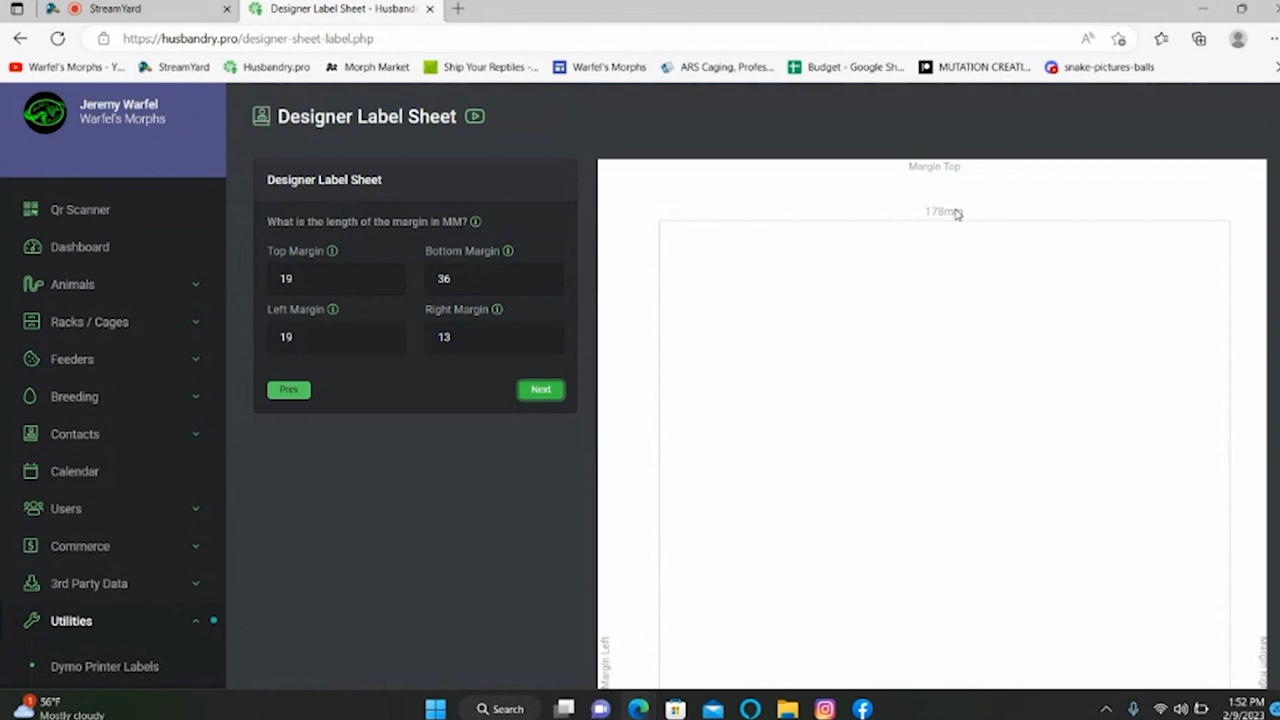 StreamYard
Designer Label Sheet - Husband
https://husbandry.pro/designer-sheet-label.php
Warfel's Morphs - Y...
StreamYard
Husbandry.pro
Morph Market
Ship Your Reptiles -...
Warfel's Morphs
ARS Caging, Profes...
Budget - Google Sh...
MUTATION CREATI...
snake-pictures-balls
Jeremy Warfel
Warfel's Morphs
Qr Scanner
Dashboard
Animals
Racks / Cages
Feeders
Breeding
Contacts
Calendar
Users
Commerce
3rd Party Data
Utilities
Dymo Printer Labels
Designer Label Sheet
Designer Label Sheet
What is the length of the margin in MM?
Top Margin
Bottom Margin
19
36
Left Margin
Right Margin
19
13
Prev
Next
Margin Top
178mm
Margin Left
1
56°F
Mostly cloudy
Search
1:52 PM
2/9/2023